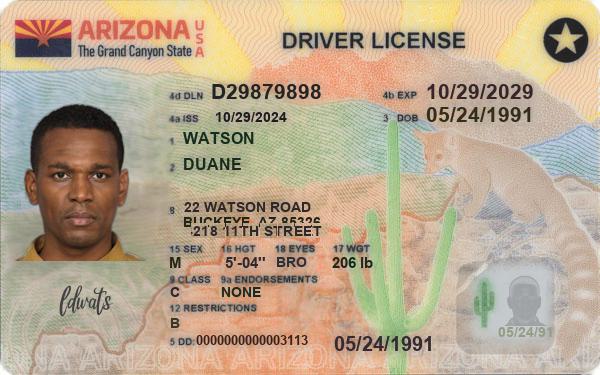 ARIZONA USA
The Grand Canyon State
DRIVER LICENSE
4d DLN D29879898 4b EXP 10/29/2029
4a ISS 10/29/2024 3 DOB 05/24/1991
1 WATSON
2 DUANE
8 22 WATSON ROAD
BUCKEYE, AZ 85326
218 11TH STREET
15 SEX 16 HGT 18 EYES 17 WGT
M 5'-04" BRO 206 lb
9 CLASS 9a ENDORSEMENTS
C NONE
12 RESTRICTIONS
B
ldwats
5 DD: 0000000000003113 05/24/1991
05/24/91
ARIZONA ARIZONA ARIZONA ARIZONA